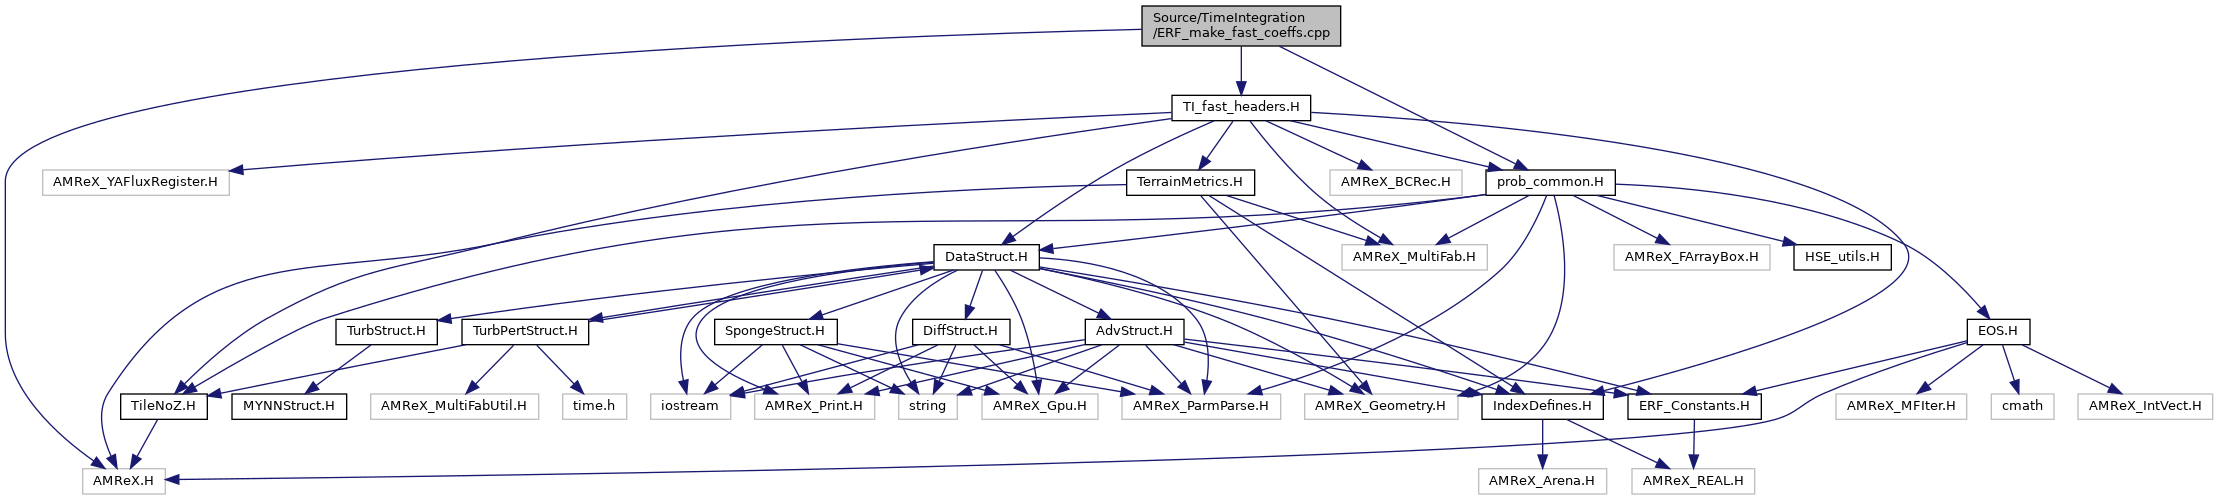 Source/TimeIntegration
/ERF_make_fast_coeffs.cpp
TI_fast_headers.H
AMReX_YAFluxRegister.H
TerrainMetrics.H
AMReX_BCRec.H
prob_common.H
DataStruct.H
AMReX_MultiFab.H
AMReX_FArrayBox.H
HSE_utils.H
TurbStruct.H
TurbPertStruct.H
SpongeStruct.H
DiffStruct.H
AdvStruct.H
EOS.H
TileNoZ.H
MYNNStruct.H
AMReX_MultiFabUtil.H
time.h
iostream
AMReX_Print.H
string
AMReX_Gpu.H
AMReX_ParmParse.H
AMReX_Geometry.H
IndexDefines.H
ERF_Constants.H
AMReX_MFIter.H
cmath
AMReX_IntVect.H
AMReX.H
AMReX_Arena.H
AMReX_REAL.H